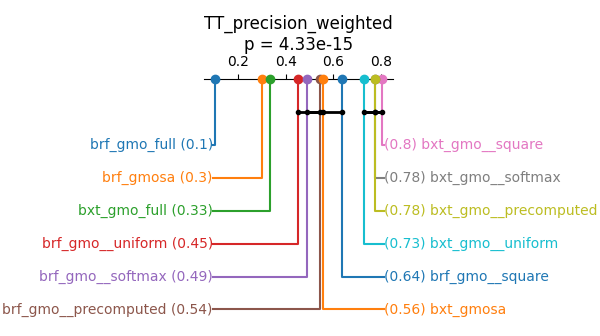 TT_precision_weighted
p = 4.33e-15
0.2 0.4 0.6 0.8
brf_gmo_full (0.1)
(0.8) bxt_gmo__square
brf_gmosa (0.3)
(0.78) bxt_gmo__softmax
bxt_gmo_full (0.33)
(0.78) bxt_gmo__precomputed
brf_gmo__uniform (0.45)
(0.73) bxt_gmo__uniform
brf_gmo__softmax (0.49)
(0.64) brf_gmo__square
brf_gmo__precomputed (0.54)
(0.56) bxt_gmosa